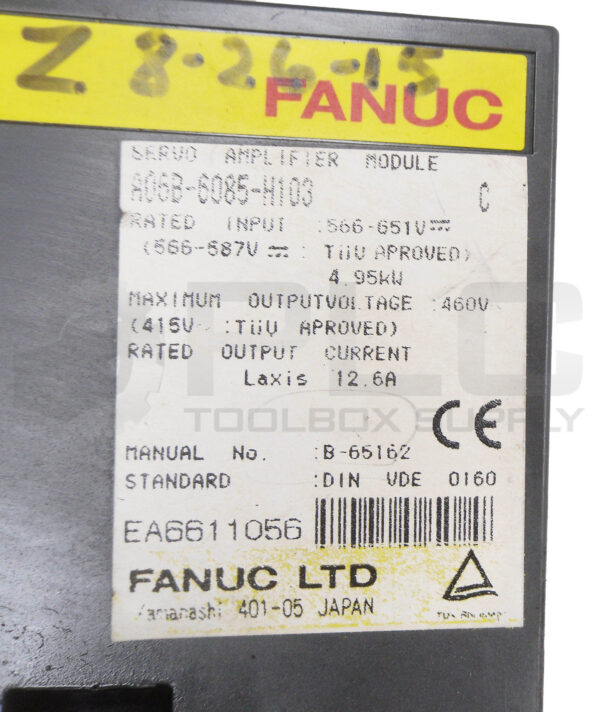 Z 8-26-15
FANUC
SERVO AMPLIFIER MODULE
A06B-6085-H103 C
RATED INPUT :566-651V⎓
(566-587V ⎓ : TüV APROVED)
4.95kW
MAXIMUM OUTPUTVOLTAGE :460V
(415V :TüV APROVED)
RATED OUTPUT CURRENT
Laxis 12.6A
PLC
TOOLBOX SUPPLY
CE
MANUAL No. :B-65162
STANDARD :DIN VDE 0160
EA6611056
FANUC LTD
Yamanashi 401-05 JAPAN